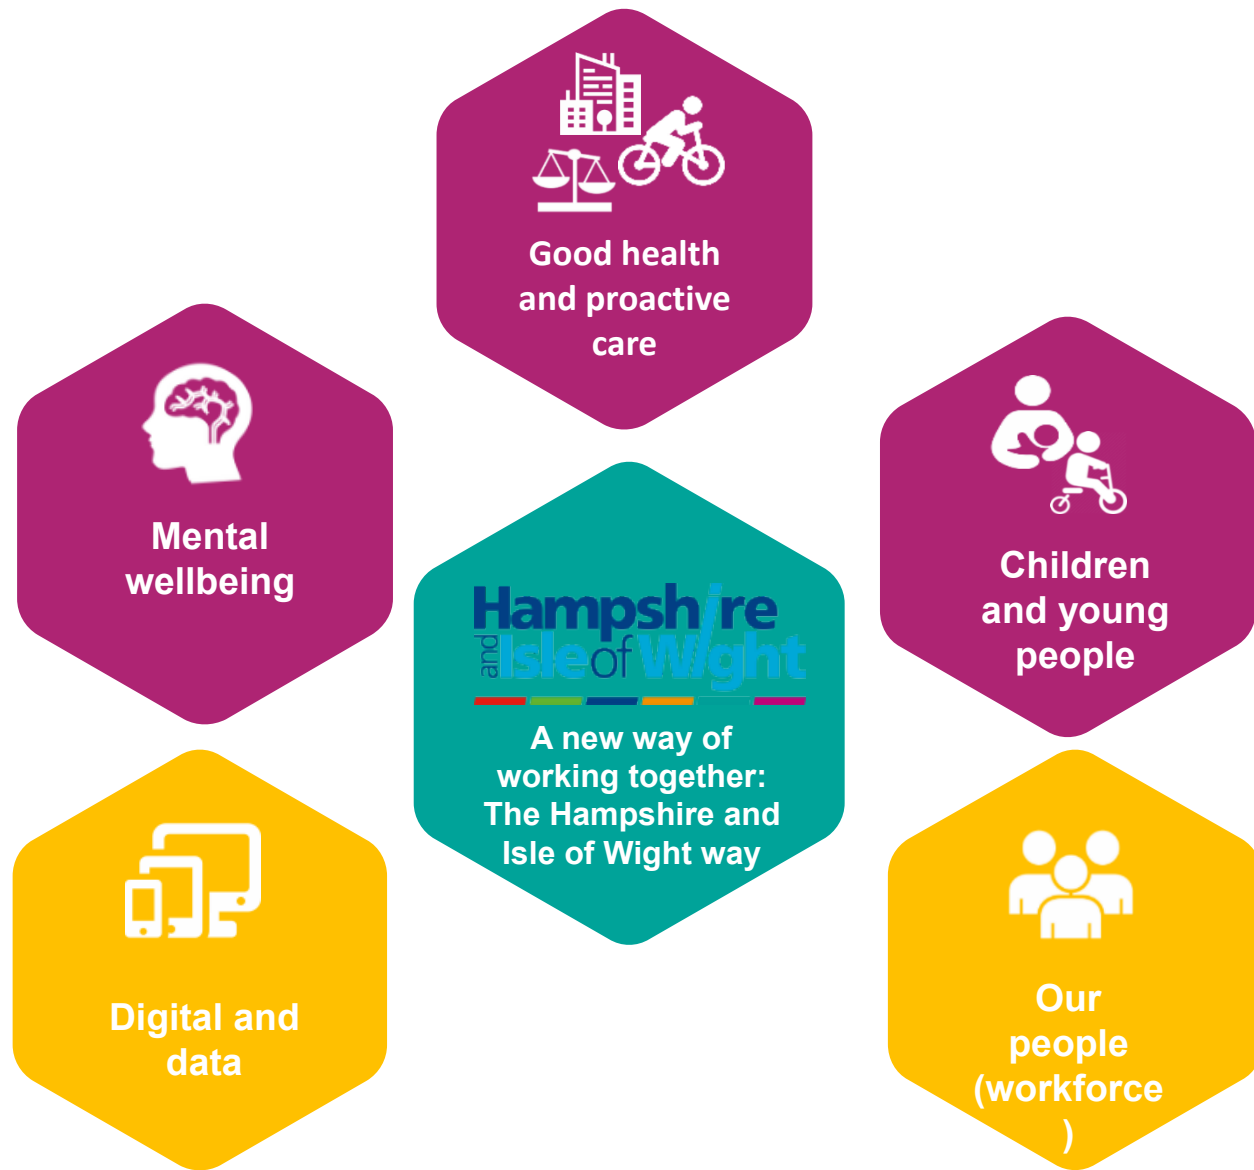 Good health
and proactive
care
Mental
wellbeing
Children
and young
people
Hampshire
and Isle of Wight
A new way of
working together:
The Hampshire and
Isle of Wight way
Digital and
data
Our
people
(workforce
)